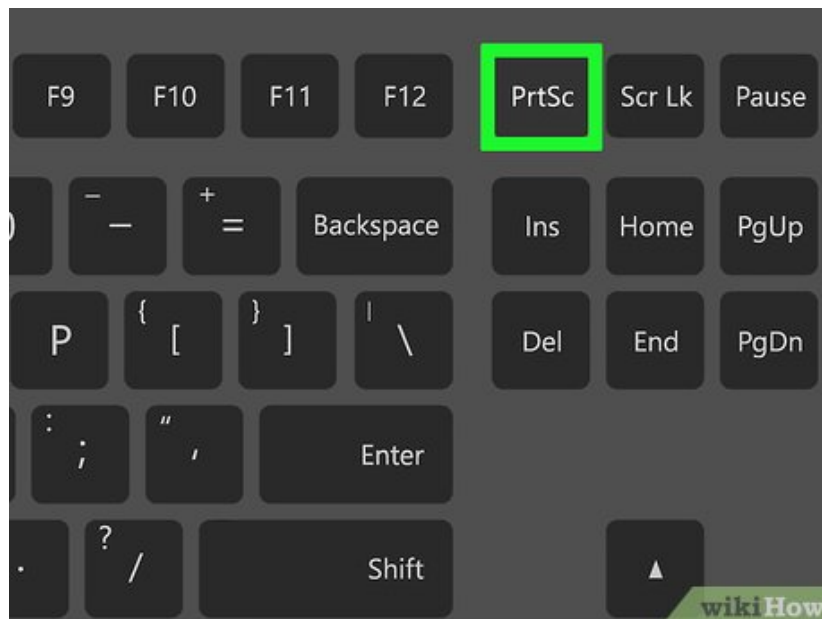 F9 F10 F11 F12 PrtSc Scr Lk Pause
) _ – + = Backspace Ins Home PgUp
P { [ } ] | \ Del End PgDn
: ; " ' Enter
. ? / Shift ▲
wikiHow